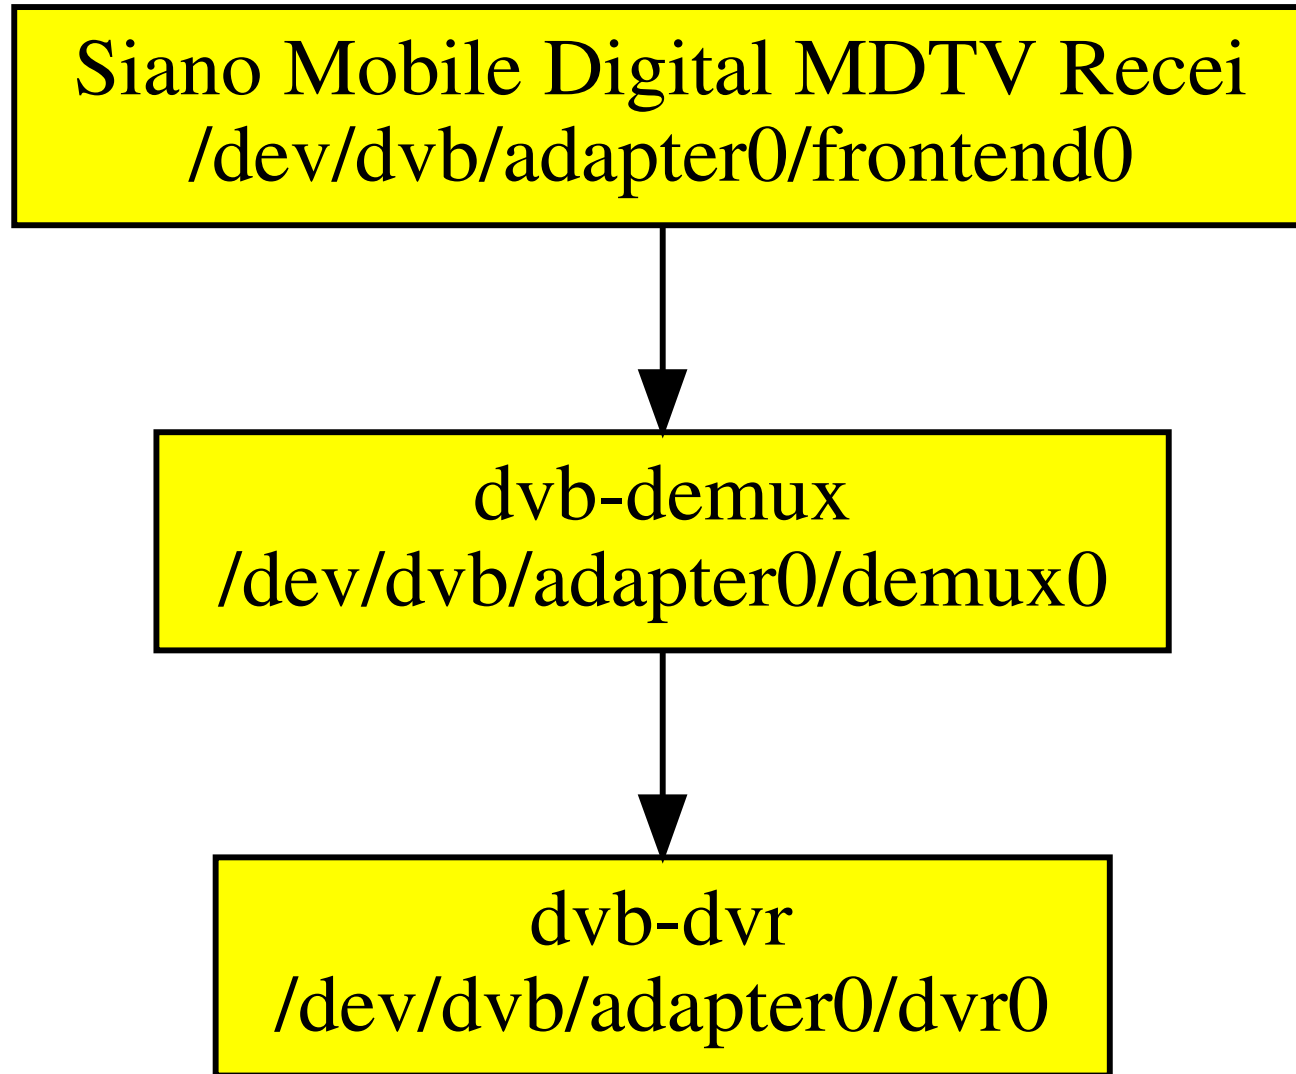 Siano Mobile Digital MDTV Recei
/dev/dvb/adapter0/frontend0
dvb-demux
/dev/dvb/adapter0/demux0
dvb-dvr
/dev/dvb/adapter0/dvr0